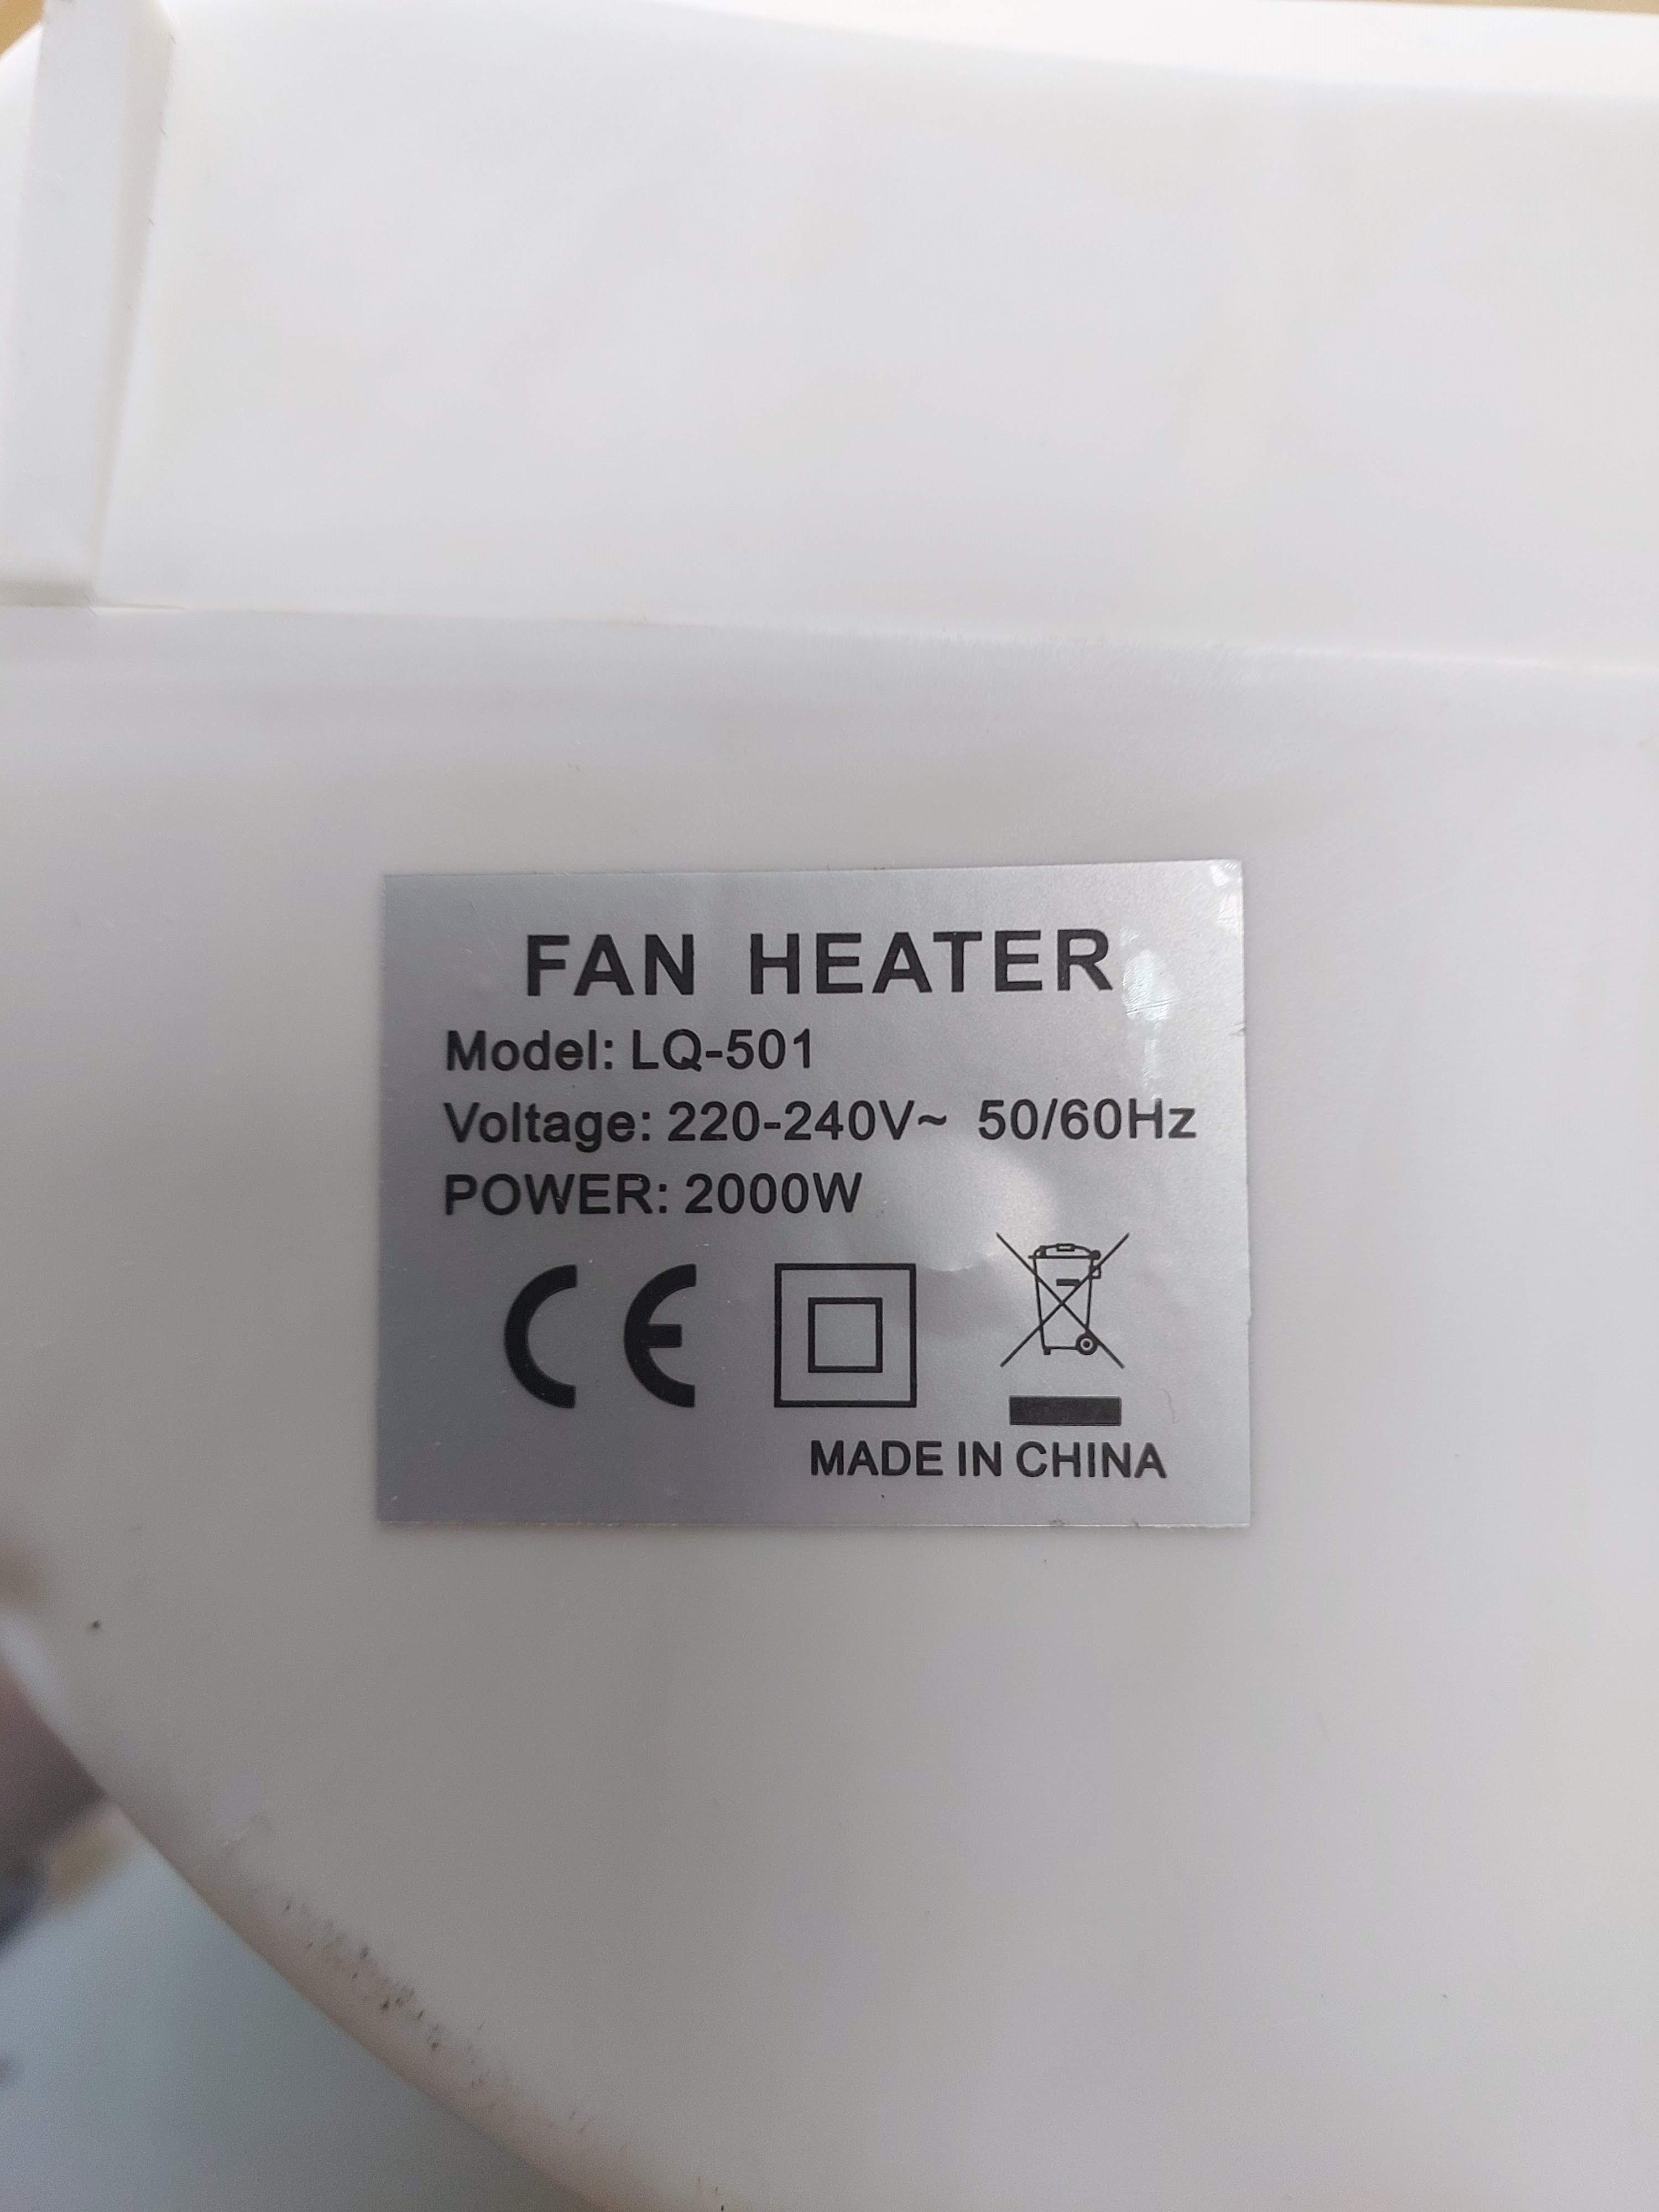 FAN HEATER
Model: LQ-501
Voltage: 220-240V~ 50/60Hz
POWER: 2000W
CE
MADE IN CHINA